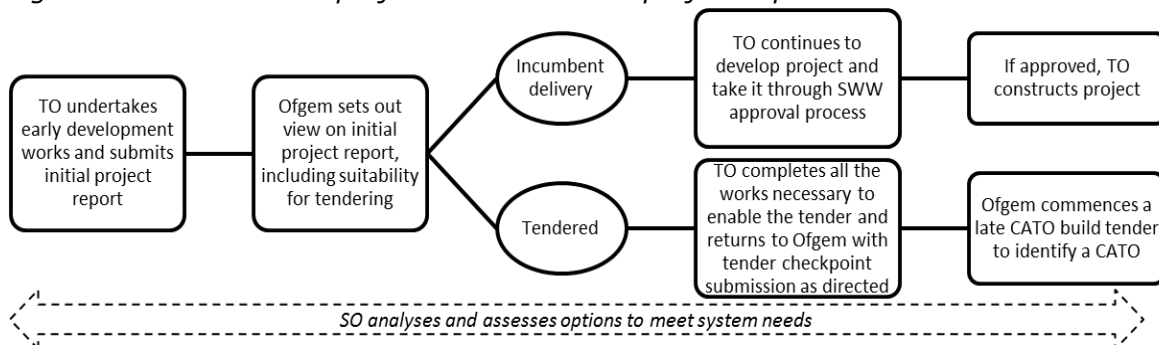 TO undertakes
early development
works and submits
initial project
report
Ofgem sets out
view on initial
project report,
including suitability
for tendering
Incumbent
delivery
TO continues to
develop project and
take it through SWW
approval process
If approved, TO
constructs project
Tendered
TO completes all the
works necessary to
enable the tender and
returns to Ofgem with
tender checkpoint
submission as directed
Ofgem commences a
late CATO build tender
to identify a CATO
SO analyses and assesses options to meet system needs